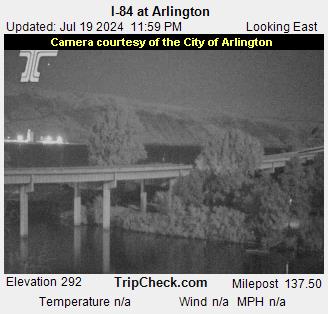 I-84 at Arlington
Updated: Jul 19 2024 11:59 PM Looking East
Camera courtesy of the City of Arlington
Elevation 292 TripCheck.com Milepost 137.50
Temperature n/a Wind n/a MPH n/a